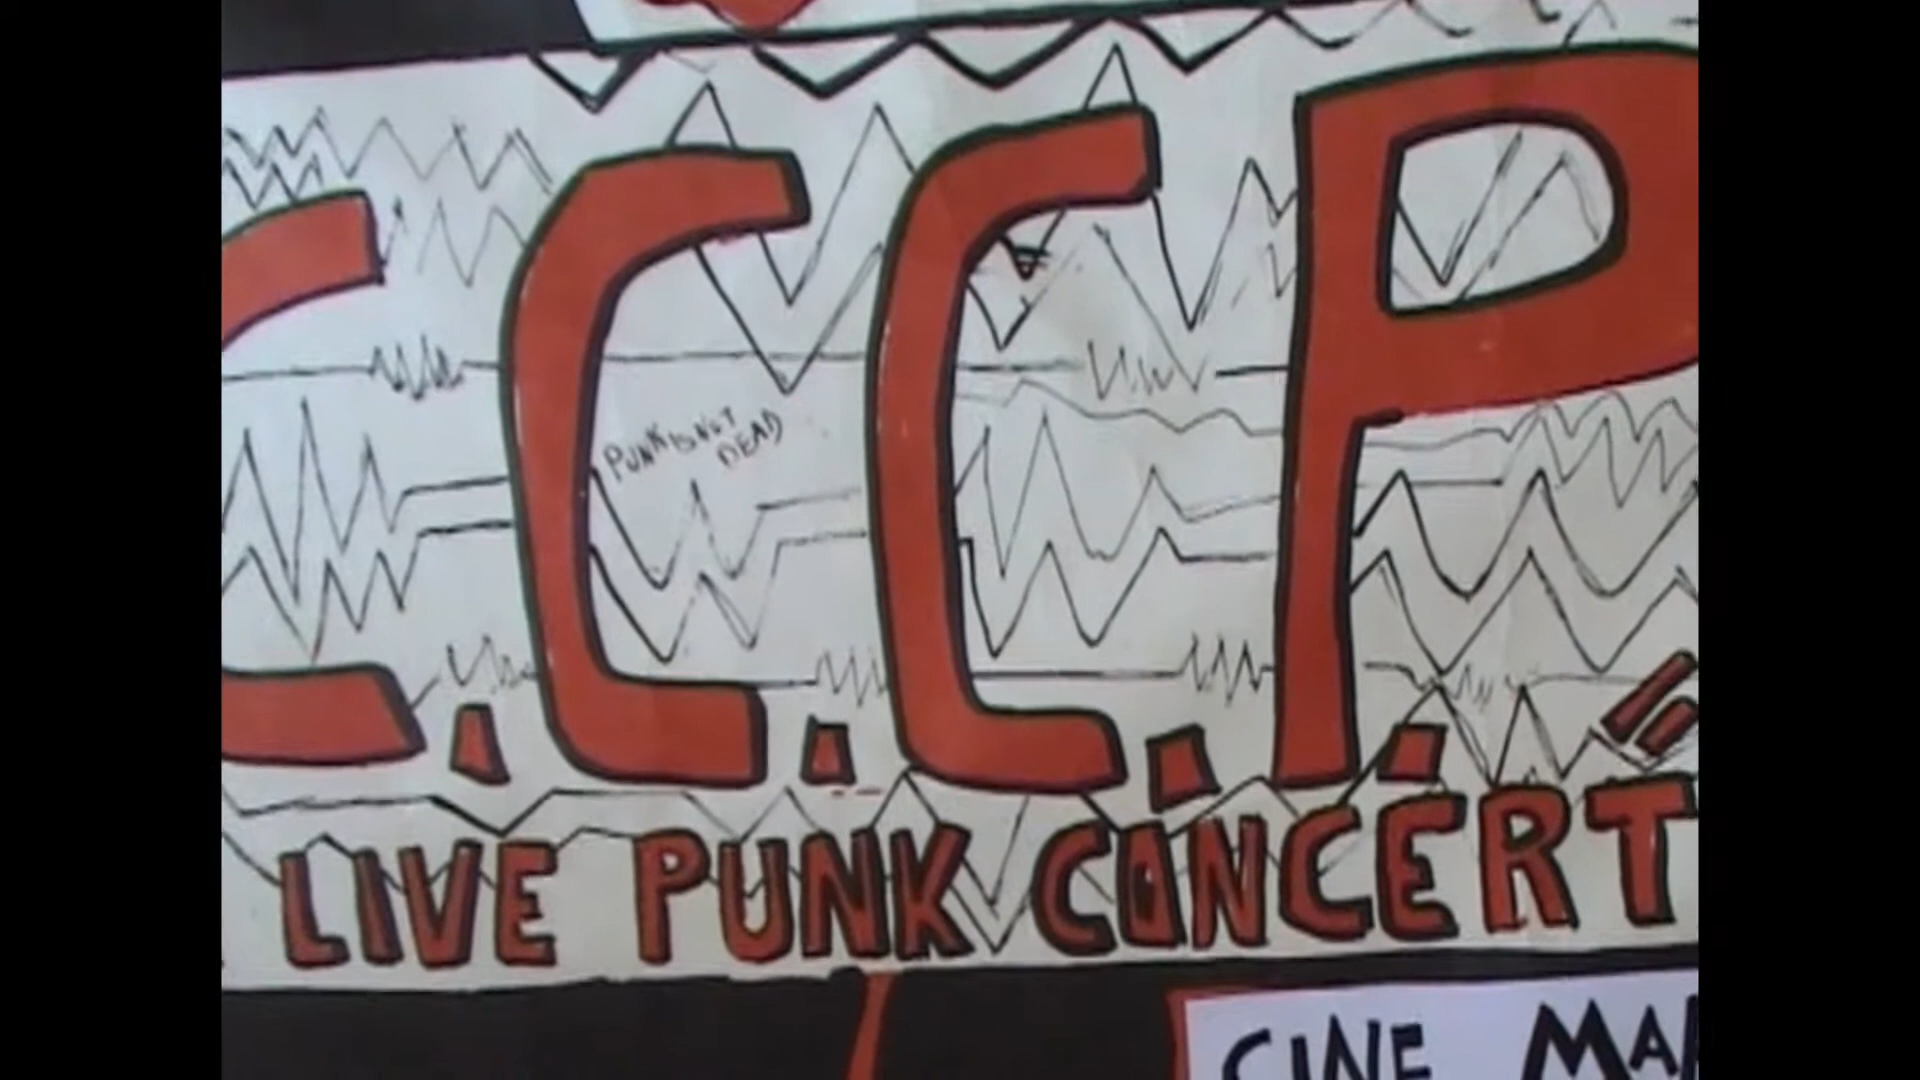 C.C.C.P.
PUNK IS NOT
DEAD
LIVE PUNK CONCERT
CINE